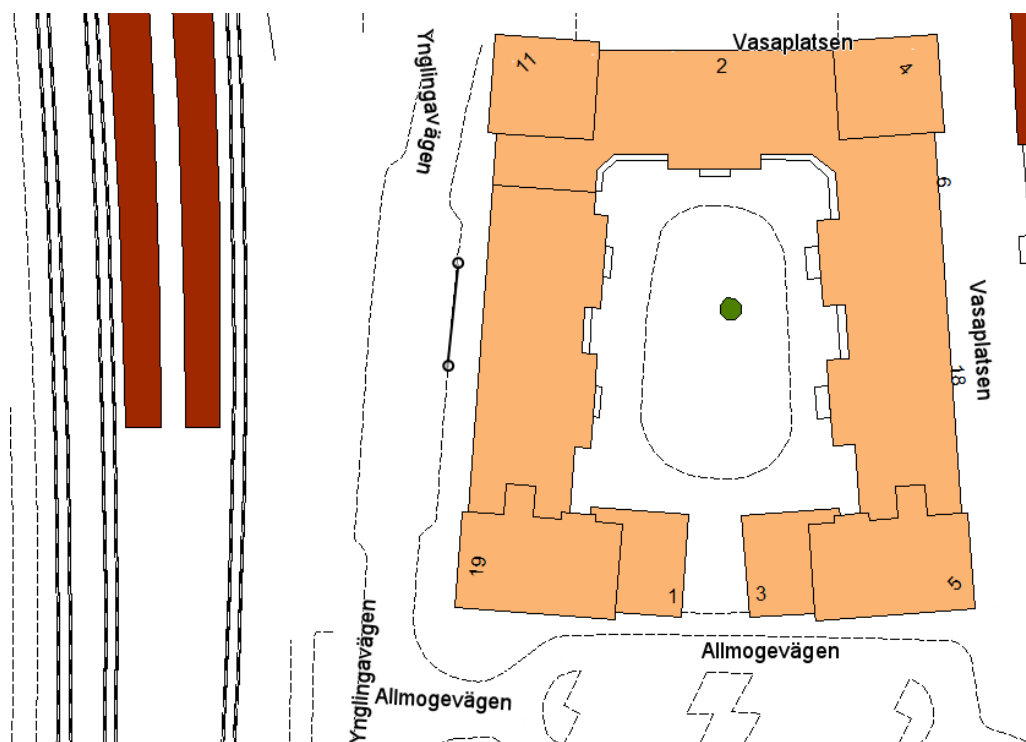 Vasaplatsen
Ynglingavägen
11
2
4
6
Vasaplatsen
18
19
1
3
5
Ynglingavägen
Allmogevägen
Allmogevägen